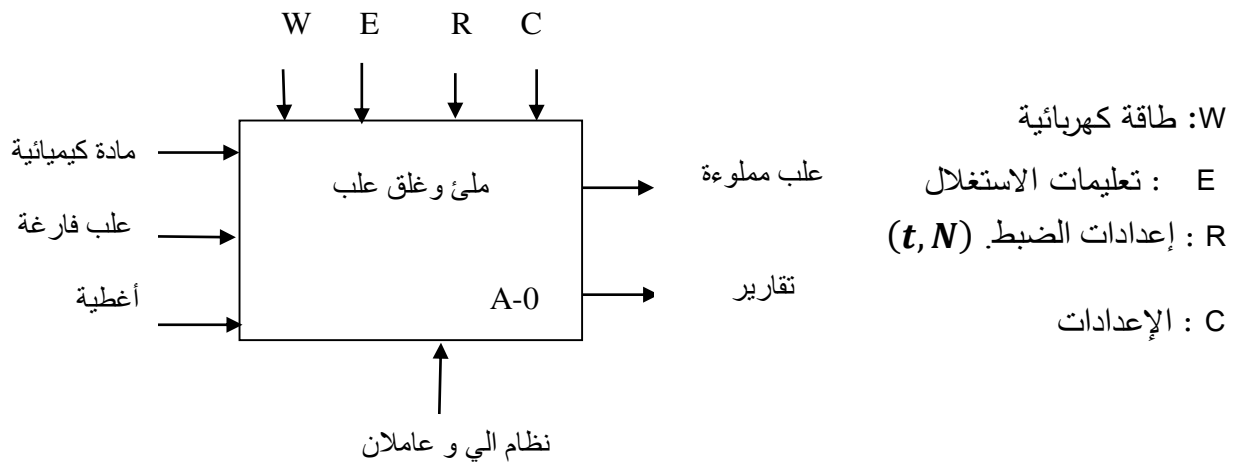 W E R C
مادة كيميائية
علب فارغة
أغطية
ملئ و غلق علب
A-0
علب مملوءة
تقارير
نظام الي و عاملان
W: طاقة كهربائية
E : تعليمات الاستغلال
R : إعدادات الضبط. (t, N)
C : الإعدادات